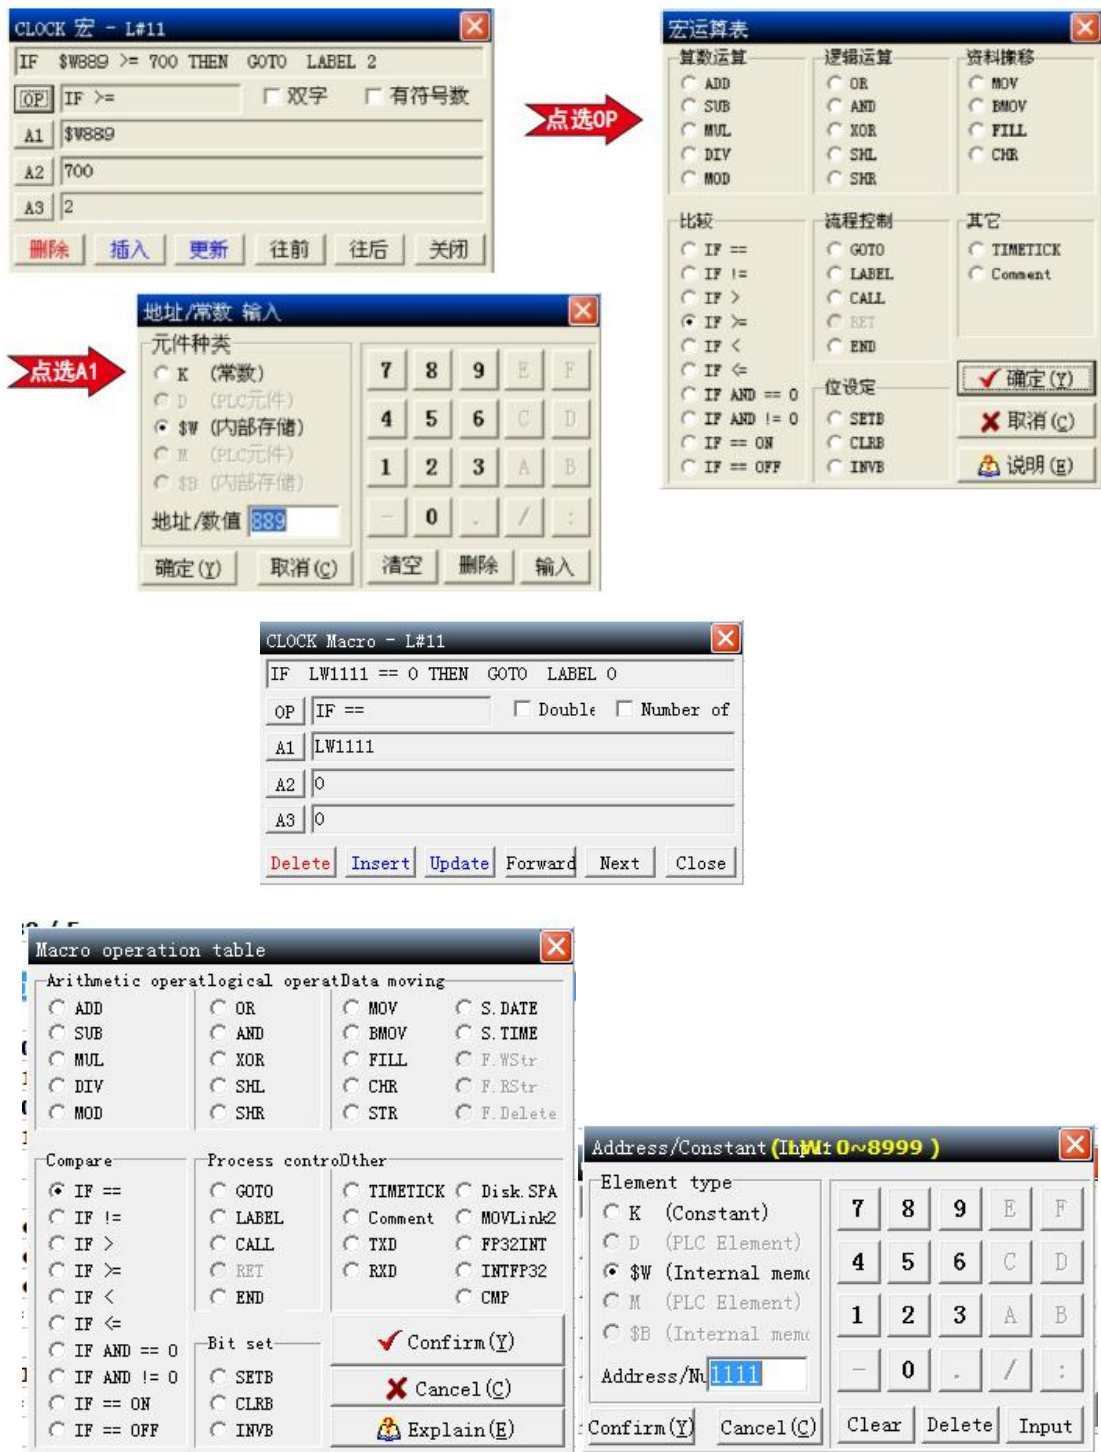 CLOCK 宏 - L#11
IF $W889 >= 700 THEN GOTO LABEL 2
OP IF >= 双字 有符号数
A1 $W889
A2 700
A3 2
删除 插入 更新 往前 往后 关闭
点选OP
宏运算表
算数运算 逻辑运算 资料搬移
ADD OR MOV
SUB AND BMOV
MUL XOR FILL
DIV SHL CHR
MOD SHR
比较 流程控制 其它
IF == GOTO TIMETICK
IF != LABEL Comment
IF > CALL
IF >= RET
IF < END
IF <=
IF AND == 0 位设定
IF AND != 0 SETB
IF == ON CLRB
IF == OFF INVB
确定(Y)
取消(C)
说明(E)
点选A1
地址/常数 输入
元件种类
K (常数)
D (PLC元件)
$W (内部存储)
M (PLC元件)
$B (内部存储)
地址/数值 889
确定(Y) 取消(C)
7 8 9 E F
4 5 6 C D
1 2 3 A B
- 0 . / :
清空 删除 输入
CLOCK Macro - L#11
IF LW1111 == 0 THEN GOTO LABEL 0
OP IF == Double Number of
A1 LW1111
A2 0
A3 0
Delete Insert Update Forward Next Close
Macro operation table
Arithmetic operatlogical operatData moving
ADD OR MOV S.DATE
SUB AND BMOV S.TIME
MUL XOR FILL F.WStr
DIV SHL CHR F.RStr
MOD SHR STR F.Delete
Compare Process controOther
IF == GOTO TIMETICK Disk.SPA
IF != LABEL Comment MOVLink2
IF > CALL TXD FP32INT
IF >= RET RXD INTFP32
IF < END CMP
IF <=
IF AND == 0 Bit set
IF AND != 0 SETB
IF == ON CLRB
IF == OFF INVB
Confirm(Y)
Cancel(C)
Explain(E)
Address/Constant (LW: 0~8999 )
Element type
K (Constant)
D (PLC Element)
$W (Internal memo
M (PLC Element)
$B (Internal memo
Address/Nu 1111
Confirm(Y) Cancel(C)
7 8 9 E F
4 5 6 C D
1 2 3 A B
- 0 . / :
Clear Delete Input